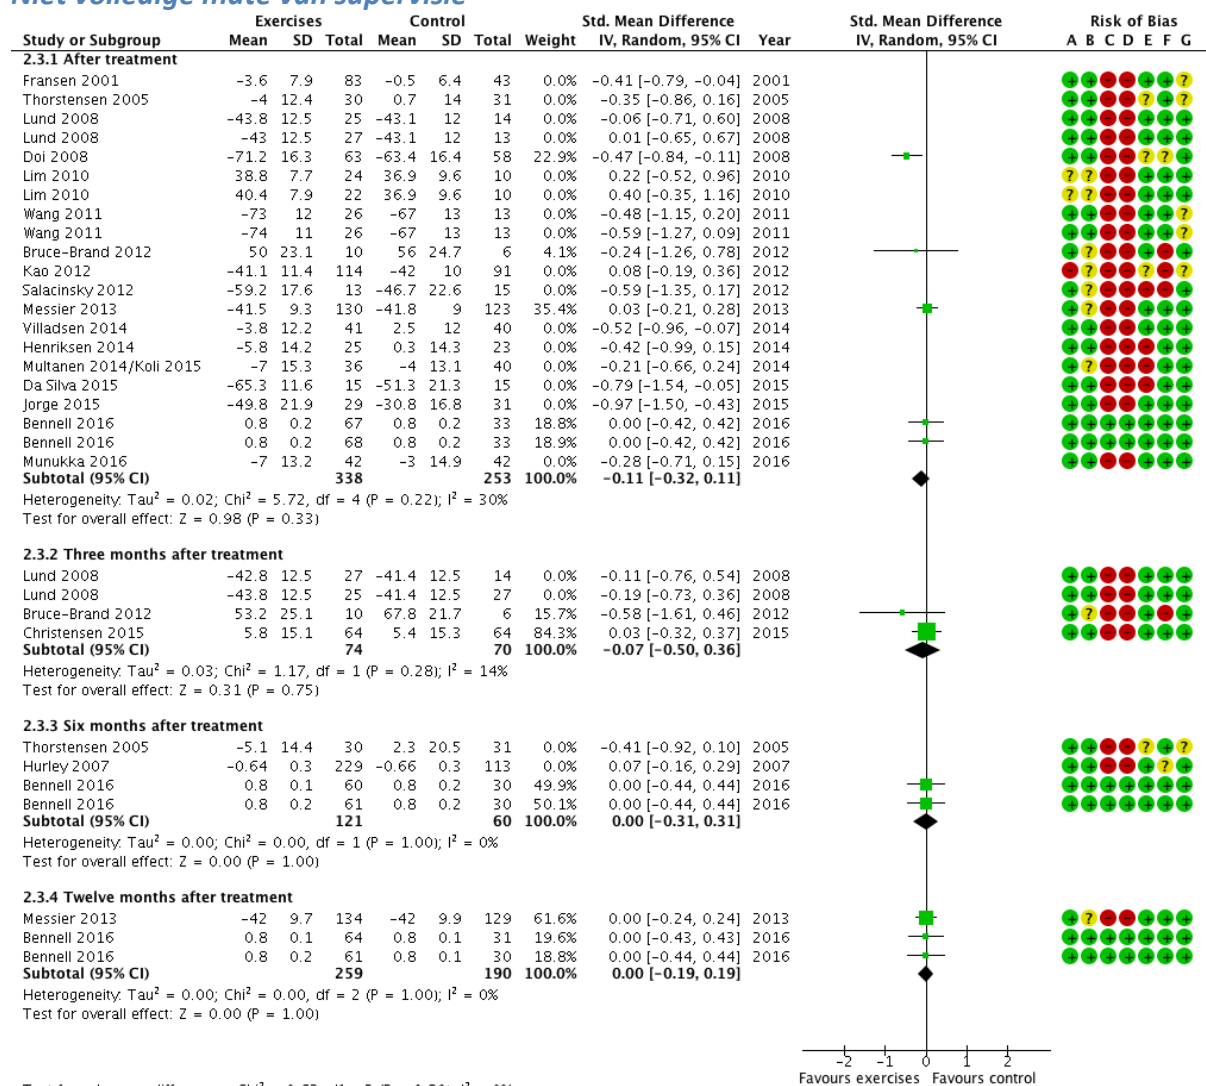 Niet volledige mate van supervisie
Exercises Control Std. Mean Difference Std. Mean Difference Risk of Bias
Study or Subgroup Mean SD Total Mean SD Total Weight IV, Random, 95% CI Year IV, Random, 95% CI A B C D E F G
2.3.1 After treatment
Fransen 2001 −3.6 7.9 83 −0.5 6.4 43 0.0% −0.41 [−0.79, −0.04] 2001 + + − − + + ?
Thorstensen 2005 −4 12.4 30 0.7 14 31 0.0% −0.35 [−0.86, 0.16] 2005 + + − − ? + ?
Lund 2008 −43.8 12.5 25 −43.1 12 14 0.0% −0.06 [−0.71, 0.60] 2008 + + − − + + +
Lund 2008 −43 12.5 27 −43.1 12 13 0.0% 0.01 [−0.65, 0.67] 2008 + + − − + + +
Doi 2008 −71.2 16.3 63 −63.4 16.4 58 22.9% −0.47 [−0.84, −0.11] 2008 + + − − ? ? +
Lim 2010 38.8 7.7 24 36.9 9.6 10 0.0% 0.22 [−0.52, 0.96] 2010 ? ? − − + + +
Lim 2010 40.4 7.9 22 36.9 9.6 10 0.0% 0.40 [−0.35, 1.16] 2010 ? ? − − + + +
Wang 2011 −73 12 26 −67 13 13 0.0% −0.48 [−1.15, 0.20] 2011 + + − − + + ?
Wang 2011 −74 11 26 −67 13 13 0.0% −0.59 [−1.27, 0.09] 2011 + + − − + + ?
Bruce−Brand 2012 50 23.1 10 56 24.7 6 4.1% −0.24 [−1.26, 0.78] 2012 + ? − − + − +
Kao 2012 −41.1 11.4 114 −42 10 91 0.0% 0.08 [−0.19, 0.36] 2012 − ? − − ? − ?
Salacinsky 2012 −59.2 17.6 13 −46.7 22.6 15 0.0% −0.59 [−1.35, 0.17] 2012 + ? − − − − +
Messier 2013 −41.5 9.3 130 −41.8 9 123 35.4% 0.03 [−0.21, 0.28] 2013 + ? − − + + +
Villadsen 2014 −3.8 12.2 41 2.5 12 40 0.0% −0.52 [−0.96, −0.07] 2014 + + − − + + +
Henriksen 2014 −5.8 14.2 25 0.3 14.3 23 0.0% −0.42 [−0.99, 0.15] 2014 + + − − − + +
Multanen 2014/Koli 2015 −7 15.3 36 −4 13.1 40 0.0% −0.21 [−0.66, 0.24] 2014 + ? − − − + +
Da Silva 2015 −65.3 11.6 15 −51.3 21.3 15 0.0% −0.79 [−1.54, −0.05] 2015 + + − − − + +
Jorge 2015 −49.8 21.9 29 −30.8 16.8 31 0.0% −0.97 [−1.50, −0.43] 2015 + + − − + + +
Bennell 2016 0.8 0.2 67 0.8 0.2 33 18.8% 0.00 [−0.42, 0.42] 2016 + + + + + + +
Bennell 2016 0.8 0.2 68 0.8 0.2 33 18.9% 0.00 [−0.42, 0.42] 2016 + + + + + + +
Munukka 2016 −7 13.2 42 −3 14.9 42 0.0% −0.28 [−0.71, 0.15] 2016 + + − − + + +
Subtotal (95% CI) 338 253 100.0% −0.11 [−0.32, 0.11]
Heterogeneity: Tau² = 0.02; Chi² = 5.72, df = 4 (P = 0.22); I² = 30%
Test for overall effect: Z = 0.98 (P = 0.33)
2.3.2 Three months after treatment
Lund 2008 −42.8 12.5 27 −41.4 12.5 14 0.0% −0.11 [−0.76, 0.54] 2008 + + − − + + +
Lund 2008 −43.8 12.5 25 −41.4 12.5 27 0.0% −0.19 [−0.73, 0.36] 2008 + + − − + + +
Bruce−Brand 2012 53.2 25.1 10 67.8 21.7 6 15.7% −0.58 [−1.61, 0.46] 2012 + ? − − + − +
Christensen 2015 5.8 15.1 64 5.4 15.3 64 84.3% 0.03 [−0.32, 0.37] 2015 + + − − + + +
Subtotal (95% CI) 74 70 100.0% −0.07 [−0.50, 0.36]
Heterogeneity: Tau² = 0.03; Chi² = 1.17, df = 1 (P = 0.28); I² = 14%
Test for overall effect: Z = 0.31 (P = 0.75)
2.3.3 Six months after treatment
Thorstensen 2005 −5.1 14.4 30 2.3 20.5 31 0.0% −0.41 [−0.92, 0.10] 2005 + + − − ? + ?
Hurley 2007 −0.64 0.3 229 −0.66 0.3 113 0.0% 0.07 [−0.16, 0.29] 2007 + + − − + ? +
Bennell 2016 0.8 0.1 60 0.8 0.2 30 49.9% 0.00 [−0.44, 0.44] 2016 + + + + + + +
Bennell 2016 0.8 0.2 61 0.8 0.2 30 50.1% 0.00 [−0.44, 0.44] 2016 + + + + + + +
Subtotal (95% CI) 121 60 100.0% 0.00 [−0.31, 0.31]
Heterogeneity: Tau² = 0.00; Chi² = 0.00, df = 1 (P = 1.00); I² = 0%
Test for overall effect: Z = 0.00 (P = 1.00)
2.3.4 Twelve months after treatment
Messier 2013 −42 9.7 134 −42 9.9 129 61.6% 0.00 [−0.24, 0.24] 2013 + ? − − + + +
Bennell 2016 0.8 0.1 64 0.8 0.1 31 19.6% 0.00 [−0.43, 0.43] 2016 + + + + + + +
Bennell 2016 0.8 0.2 61 0.8 0.1 30 18.8% 0.00 [−0.44, 0.44] 2016 + + + + + + +
Subtotal (95% CI) 259 190 100.0% 0.00 [−0.19, 0.19]
Heterogeneity: Tau² = 0.00; Chi² = 0.00, df = 2 (P = 1.00); I² = 0%
Test for overall effect: Z = 0.00 (P = 1.00)
−2 −1 0 1 2
Favours exercises Favours control